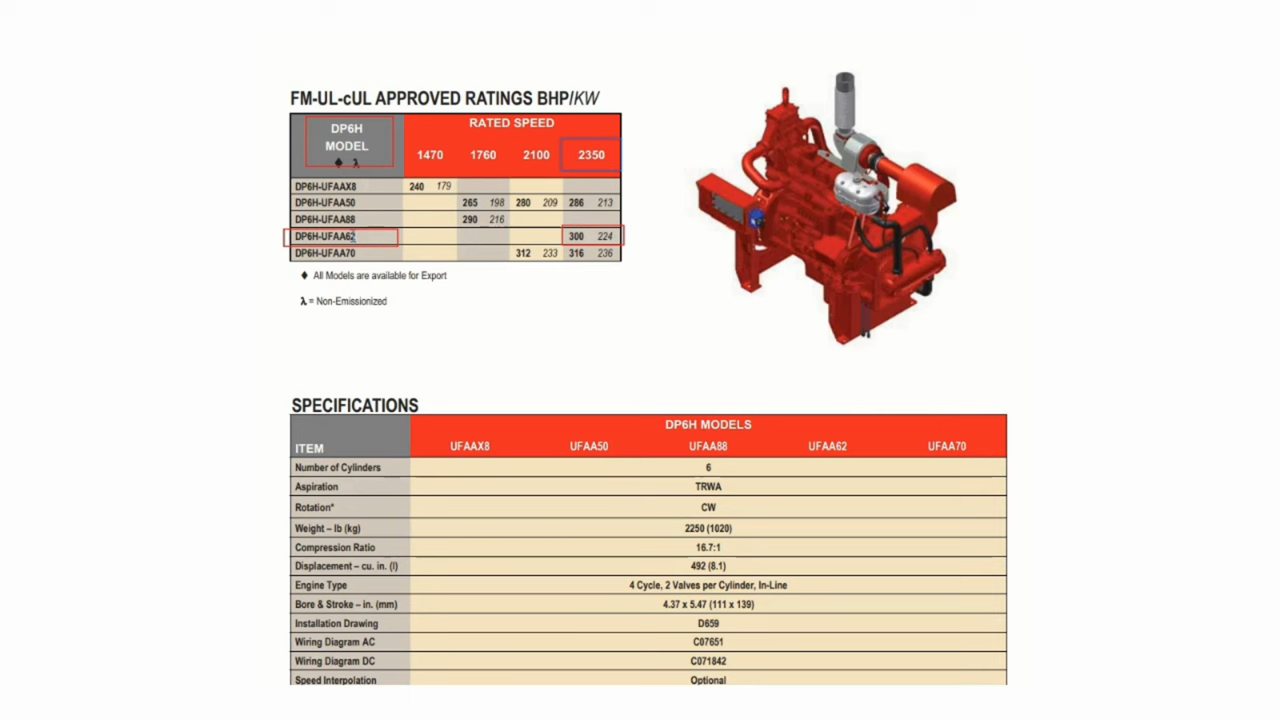 FM-UL-cUL APPROVED RATINGS BHP/KW
DP6H
MODEL
♦ λ
RATED SPEED
1470 1760 2100 2350
DP6H-UFAAX8 240 179
DP6H-UFAA50 265 198 280 209 286 213
DP6H-UFAA88 290 216
DP6H-UFAA62 300 224
DP6H-UFAA70 312 233 316 236
♦ All Models are available for Export
λ = Non-Emissionized
SPECIFICATIONS
DP6H MODELS
ITEM UFAAX8 UFAA50 UFAA88 UFAA62 UFAA70
Number of Cylinders 6
Aspiration TRWA
Rotation* CW
Weight – lb (kg) 2250 (1020)
Compression Ratio 16.7:1
Displacement – cu. in. (l) 492 (8.1)
Engine Type 4 Cycle, 2 Valves per Cylinder, In-Line
Bore & Stroke – in. (mm) 4.37 x 5.47 (111 x 139)
Installation Drawing D659
Wiring Diagram AC C07651
Wiring Diagram DC C071842
Speed Interpolation Optional